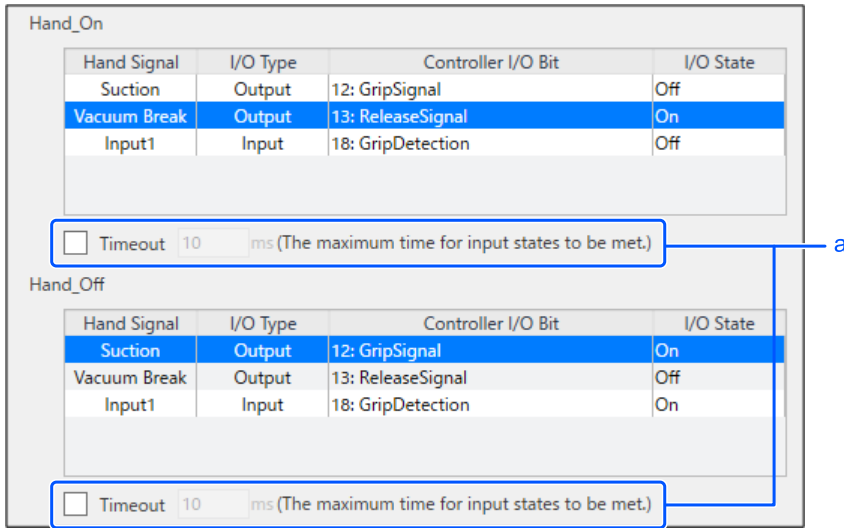 Hand_On
Hand Signal I/O Type Controller I/O Bit I/O State
Suction Output 12: GripSignal Off
Vacuum Break Output 13: ReleaseSignal On
Input1 Input 18: GripDetection Off
Timeout 10 ms (The maximum time for input states to be met.)
a
Hand_Off
Hand Signal I/O Type Controller I/O Bit I/O State
Suction Output 12: GripSignal On
Vacuum Break Output 13: ReleaseSignal Off
Input1 Input 18: GripDetection On
Timeout 10 ms (The maximum time for input states to be met.)